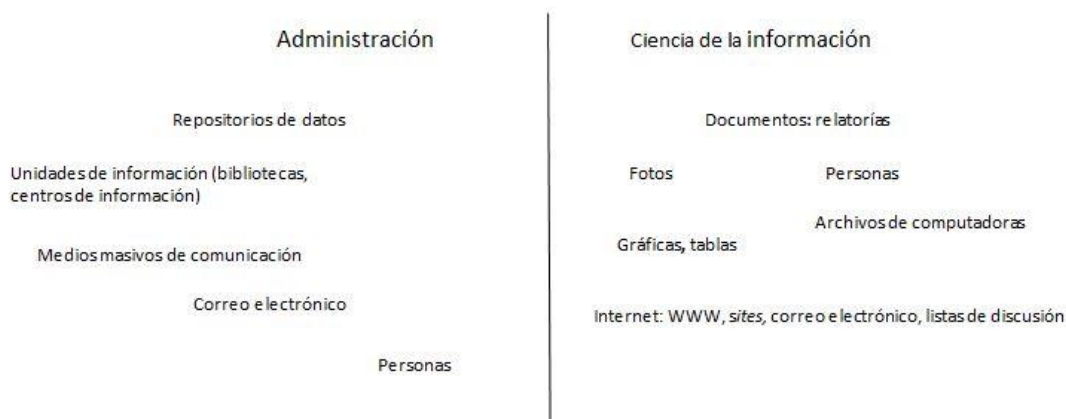 Administración
Repositorios de datos
Unidades de información (bibliotecas,
centros de información)
Medios masivos de comunicación
Correo electrónico
Personas
Ciencia de la información
Documentos: relatorías
Fotos
Personas
Archivos de computadoras
Gráficas, tablas
Internet: WWW, sites, correo electrónico, listas de discusión